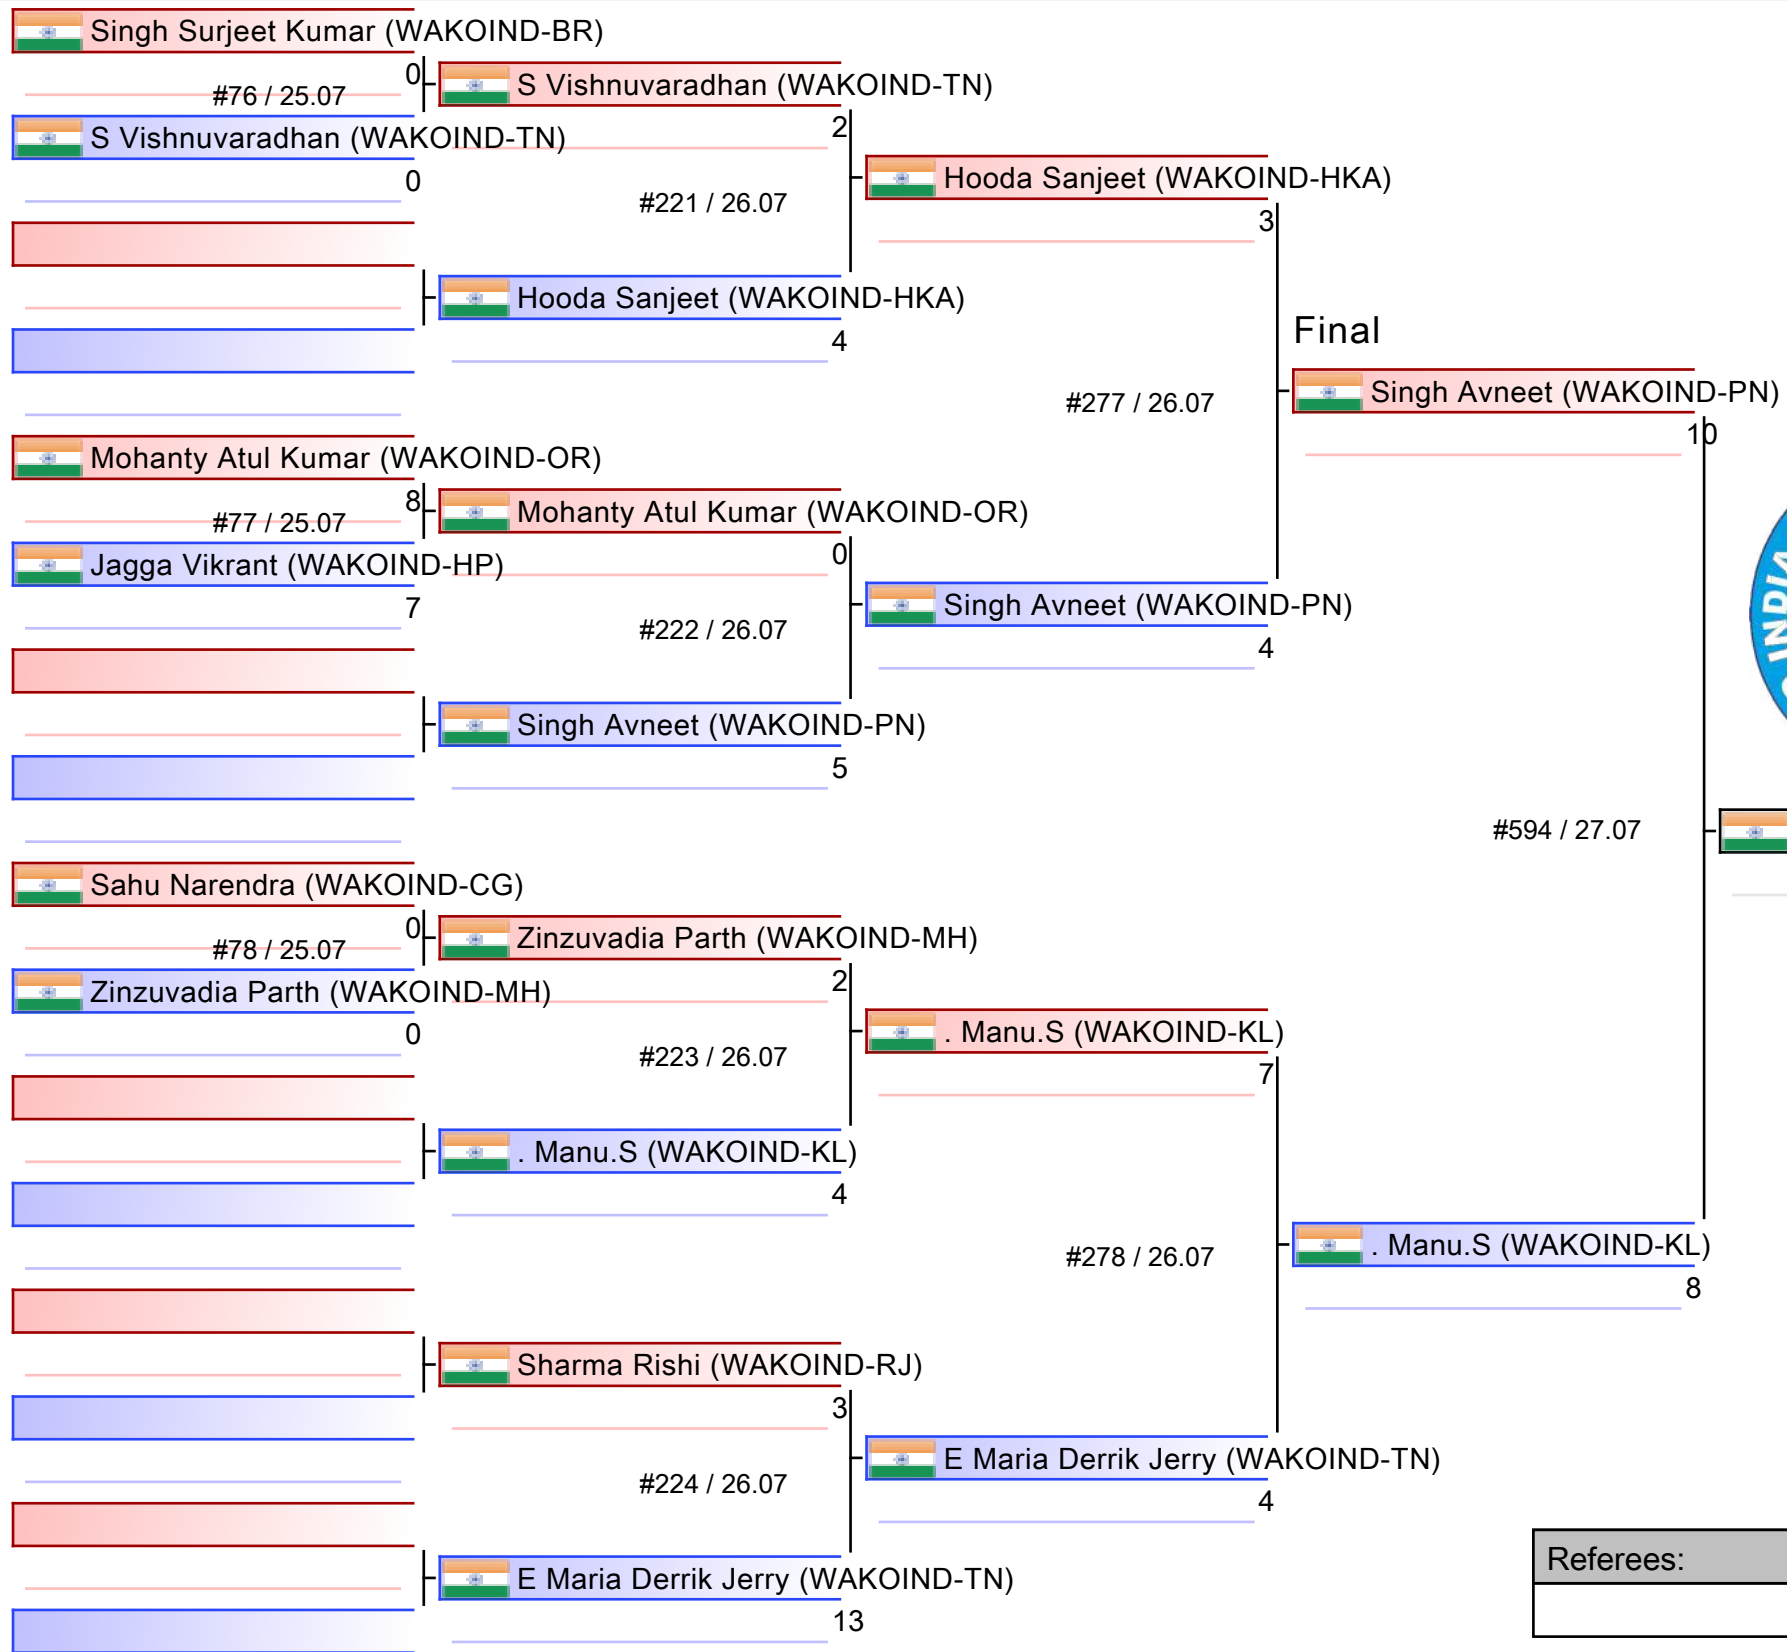 Singh Surjeet Kumar (WAKOIND-BR)
0
#76 / 25.07
S Vishnuvaradhan (WAKOIND-TN)
0
S Vishnuvaradhan (WAKOIND-TN)
2
#221 / 26.07
Hooda Sanjeet (WAKOIND-HKA)
4
Hooda Sanjeet (WAKOIND-HKA)
3
#277 / 26.07
Final
Singh Avneet (WAKOIND-PN)
10
Mohanty Atul Kumar (WAKOIND-OR)
8
#77 / 25.07
Jagga Vikrant (WAKOIND-HP)
7
Mohanty Atul Kumar (WAKOIND-OR)
0
#222 / 26.07
Singh Avneet (WAKOIND-PN)
5
Singh Avneet (WAKOIND-PN)
4
INDIA
#594 / 27.07
Sahu Narendra (WAKOIND-CG)
0
#78 / 25.07
Zinzuvadia Parth (WAKOIND-MH)
0
Zinzuvadia Parth (WAKOIND-MH)
2
#223 / 26.07
. Manu.S (WAKOIND-KL)
4
. Manu.S (WAKOIND-KL)
7
#278 / 26.07
. Manu.S (WAKOIND-KL)
8
Sharma Rishi (WAKOIND-RJ)
3
#224 / 26.07
E Maria Derrik Jerry (WAKOIND-TN)
13
E Maria Derrik Jerry (WAKOIND-TN)
4
Referees: